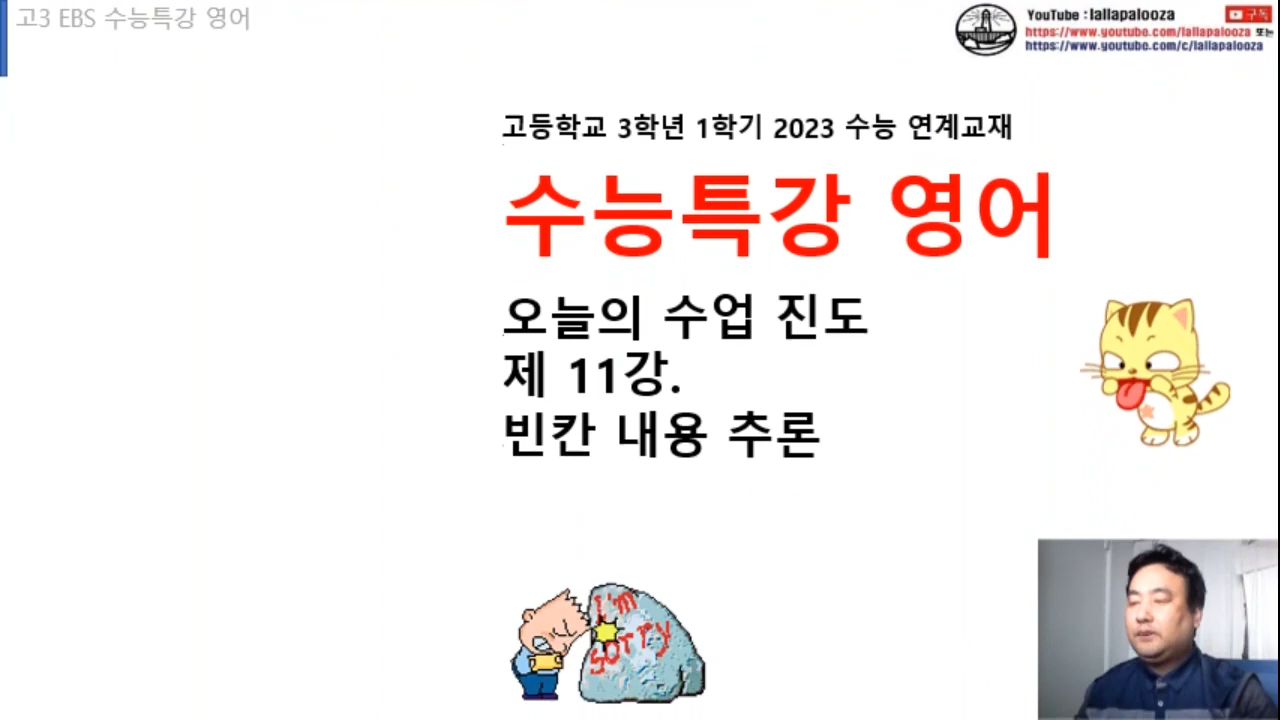 고3 EBS 수능특강 영어
YouTube : lallapalooza
구독
https://www.youtube.com/lallapalooza 또는
https://www.youtube.com/c/lallapalooza
고등학교 3학년 1학기 2023 수능 연계교재
수능특강 영어
오늘의 수업 진도
제 11강.
빈칸 내용 추론
I'm
sorry